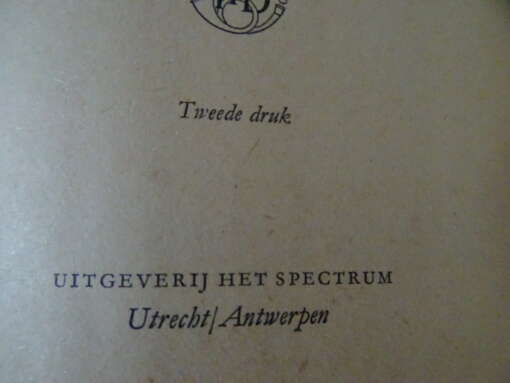 Tweede druk
UITGEVERIJ HET SPECTRUM
Utrecht/Antwerpen